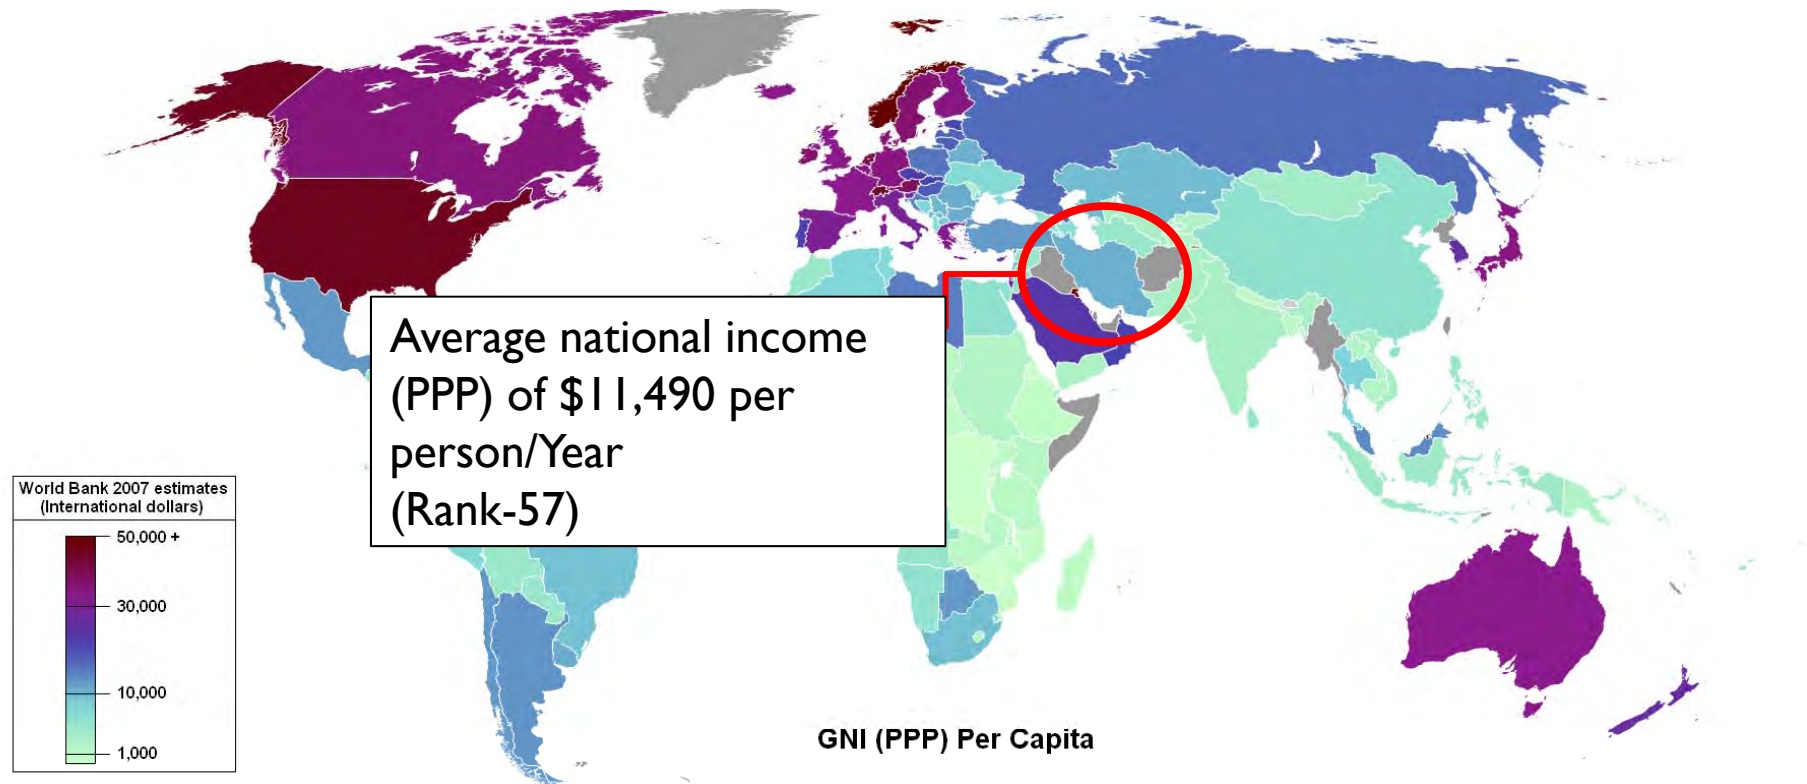 Average national income
(PPP) of $11,490 per
person/Year
(Rank-57)
World Bank 2007 estimates
(International dollars)
50,000 +
30,000
10,000
1,000
GNI (PPP) Per Capita